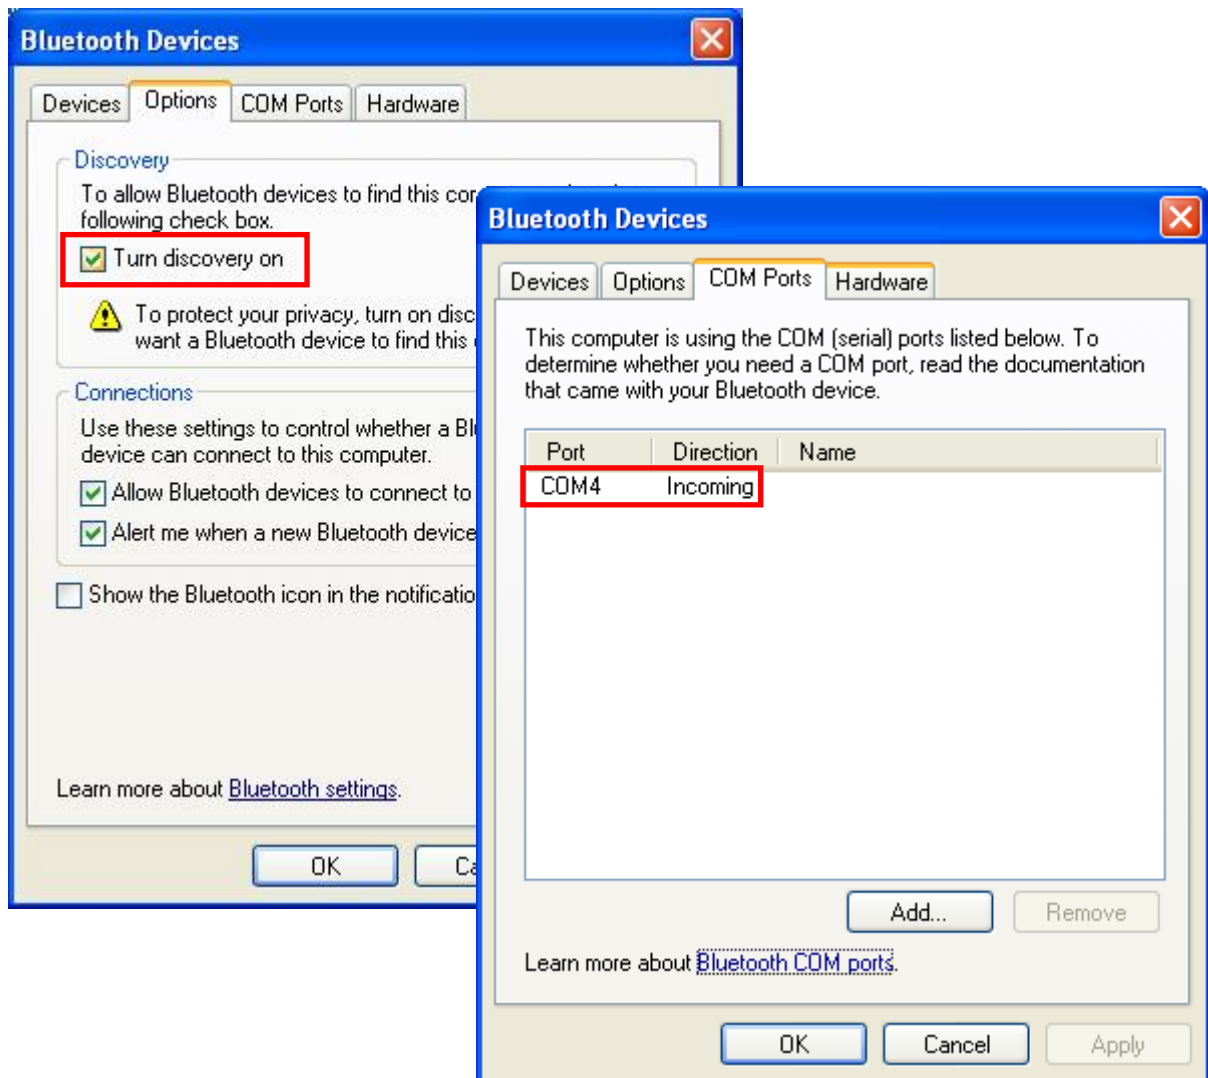 Bluetooth Devices
Devices Options COM Ports Hardware
Discovery
To allow Bluetooth devices to find this
following check box.
Turn discovery on
To protect your privacy, turn on
want a Bluetooth device to find this
Connections
Use these settings to control whether a
device can connect to this computer.
Allow Bluetooth devices to connect to
Alert me when a new Bluetooth device
Show the Bluetooth icon in the
Learn more about Bluetooth settings.
OK
Bluetooth Devices
Devices Options COM Ports Hardware
This computer is using the COM (serial) ports listed below. To
determine whether you need a COM port, read the documentation
that came with your Bluetooth device.
Port Direction Name
COM4 Incoming
Add... Remove
Learn more about Bluetooth COM ports.
OK Cancel Apply